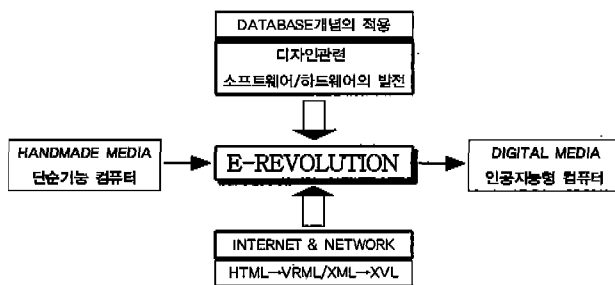 DATABASE개념의 적용
디자인관련
소프트웨어/하드웨어의 발전
HANDMADE MEDIA
단순기능 컴퓨터
E-REVOLUTION
DIGITAL MEDIA
인공지능형 컴퓨터
INTERNET & NETWORK
HTML→VRML/XML→XVL